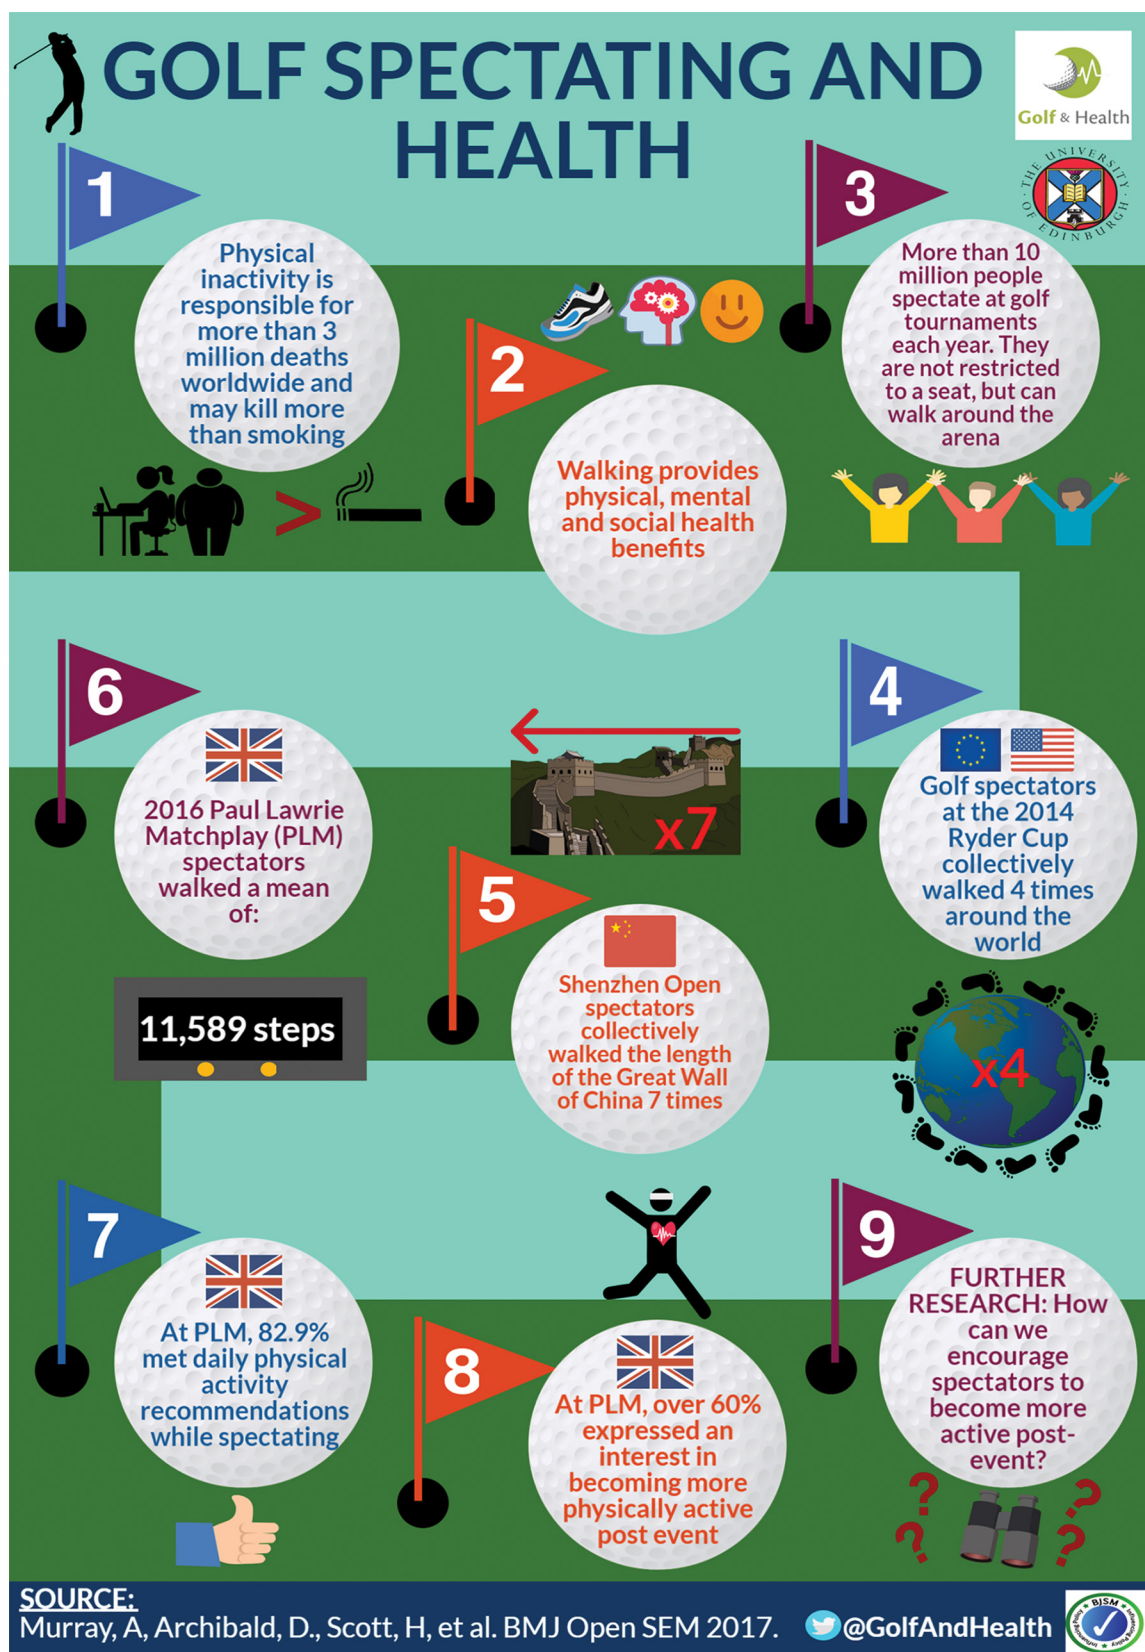 GOLF SPECTATING AND
HEALTH
Golf & Health
THE UNIVERSITY OF EDINBURGH
1
Physical
inactivity is
responsible for
more than 3
million deaths
worldwide and
may kill more
than smoking
>
2
Walking provides
physical, mental
and social health
benefits
3
More than 10
million people
spectate at golf
tournaments
each year. They
are not restricted
to a seat, but can
walk around the
arena
4
Golf spectators
at the 2014
Ryder Cup
collectively
walked 4 times
around the
world
x4
5
x7
Shenzhen Open
spectators
collectively
walked the length
of the Great Wall
of China 7 times
6
2016 Paul Lawrie
Matchplay (PLM)
spectators
walked a mean
of:
11,589 steps
7
At PLM, 82.9%
met daily physical
activity
recommendations
while spectating
8
At PLM, over 60%
expressed an
interest in
becoming more
physically active
post event
9
FURTHER
RESEARCH: How
can we
encourage
spectators to
become more
active post-
event?
? ? ? ?
SOURCE:
Murray, A, Archibald, D., Scott, H, et al. BMJ Open SEM 2017.
@GolfAndHealth
BJSM